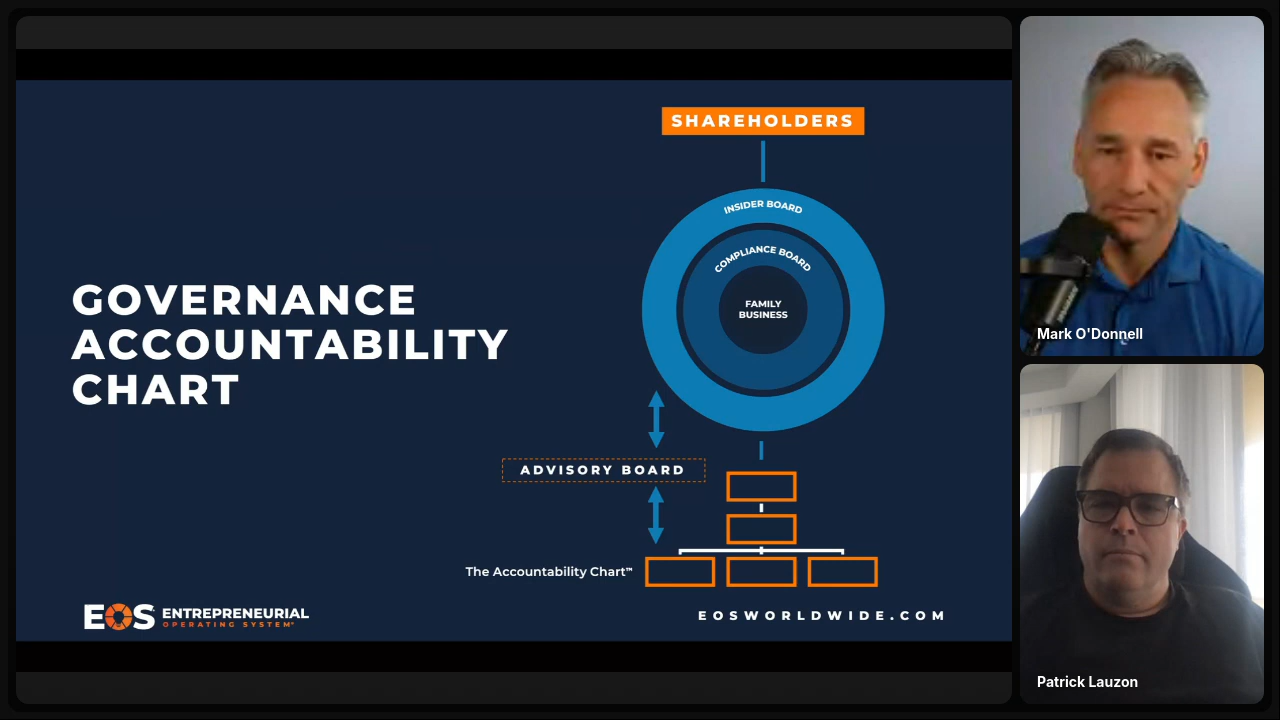 SHAREHOLDERS
INSIDER BOARD
COMPLIANCE BOARD
FAMILY
BUSINESS
GOVERNANCE
ACCOUNTABILITY
CHART
ADVISORY BOARD
The Accountability Chart™
EOS ENTREPRENEURIAL
OPERATING SYSTEM®
EOSWORLDWIDE.COM
Mark O'Donnell
Patrick Lauzon